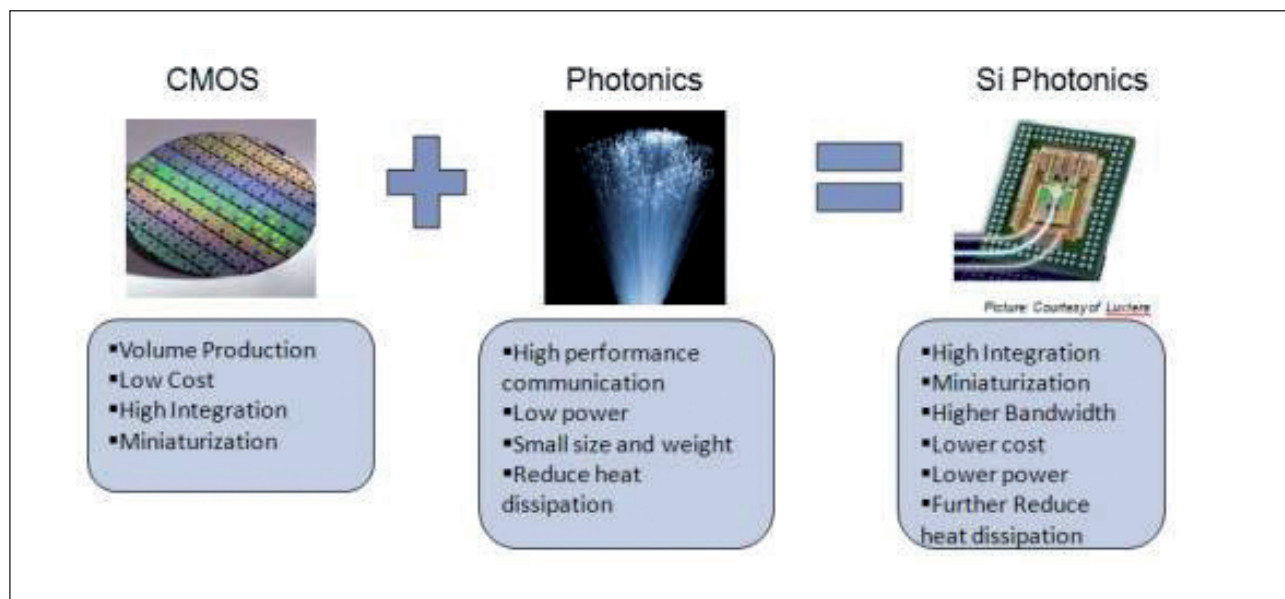 CMOS
Photonics
Si Photonics
Picture: Courtesy of Luxtera
▪Volume Production
▪Low Cost
▪High Integration
▪Miniaturization
▪High performance
communication
▪Low power
▪Small size and weight
▪Reduce heat
dissipation
▪High Integration
▪Miniaturization
▪Higher Bandwidth
▪Lower cost
▪Lower power
▪Further Reduce
heat dissipation